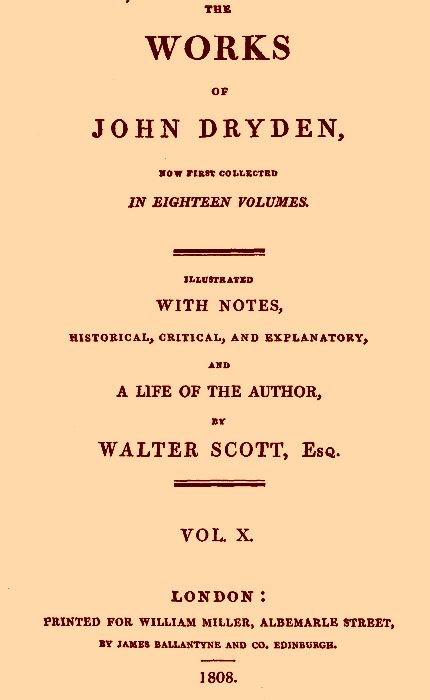 THE
WORKS
OF
JOHN DRYDEN,
NOW FIRST COLLECTED
IN EIGHTEEN VOLUMES.
ILLUSTRATED
WITH NOTES,
HISTORICAL, CRITICAL, AND EXPLANATORY,
AND
A LIFE OF THE AUTHOR,
BY
WALTER SCOTT, ESQ.
VOL. X.
LONDON:
PRINTED FOR WILLIAM MILLER, ALBEMARLE STREET,
BY JAMES BALLANTYNE AND CO. EDINBURGH.
1808.